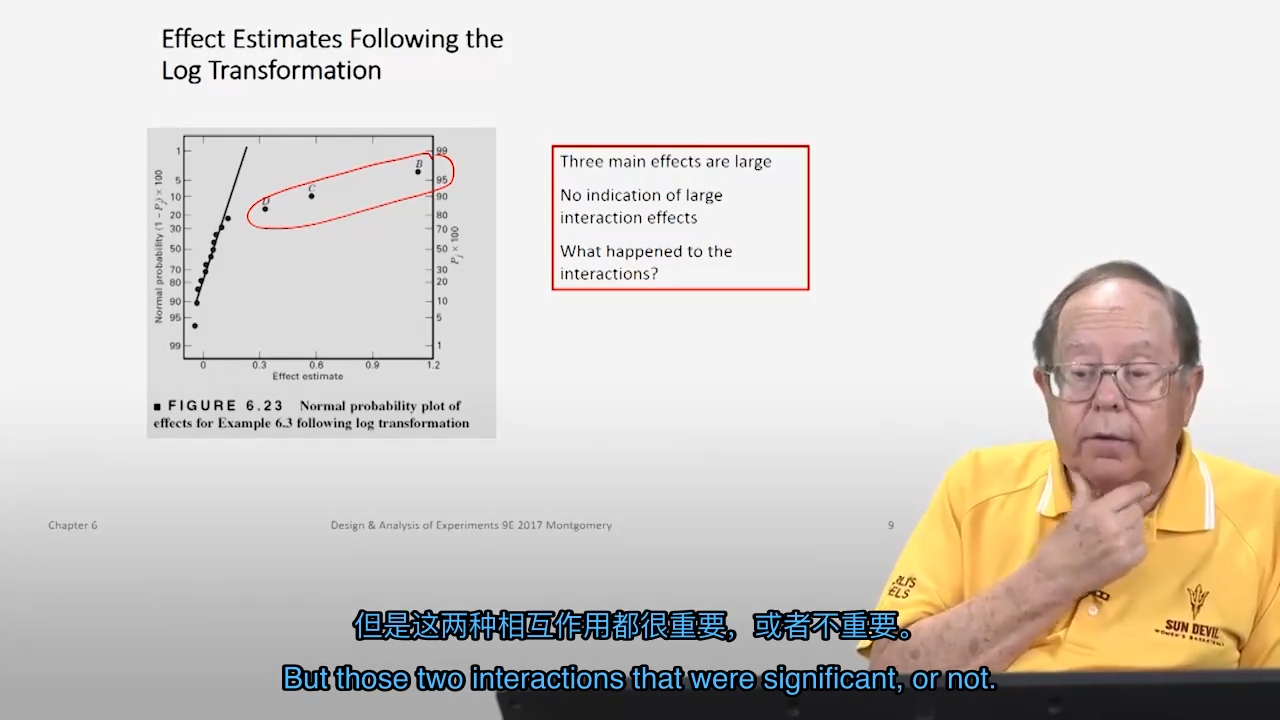 Effect Estimates Following the
Log Transformation
1
5
10
20
30
50
70
80
90
95
99
Normal probability (1 – Pj) × 100
99
95
90
80
70
50
30
20
10
5
1
Pj × 100
B
C
D
0
0.3
0.6
0.9
1.2
Effect estimate
■ FIGURE 6.23 Normal probability plot of
effects for Example 6.3 following log transformation
Three main effects are large
No indication of large
interaction effects
What happened to the
interactions?
Chapter 6
Design & Analysis of Experiments 9E 2017 Montgomery
9
SUN DEVIL
WOMEN'S BASKETBALL
但是这两种相互作用都很重要，或者不重要。
But those two interactions that were significant, or not.